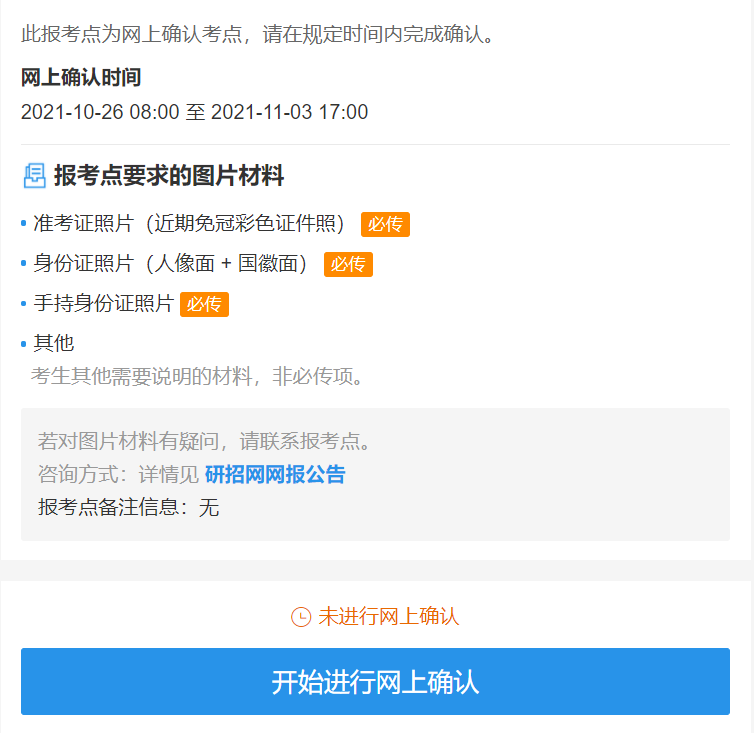 此报考点为网上确认考点，请在规定时间内完成确认。
网上确认时间
2021-10-26 08:00 至 2021-11-03 17:00
报考点要求的图片材料
准考证照片（近期免冠彩色证件照） 必传
身份证照片（人像面 + 国徽面） 必传
手持身份证照片 必传
其他
考生其他需要说明的材料，非必传项。
若对图片材料有疑问，请联系报考点。
咨询方式：详情见 研招网网报公告
报考点备注信息：无
未进行网上确认
开始进行网上确认